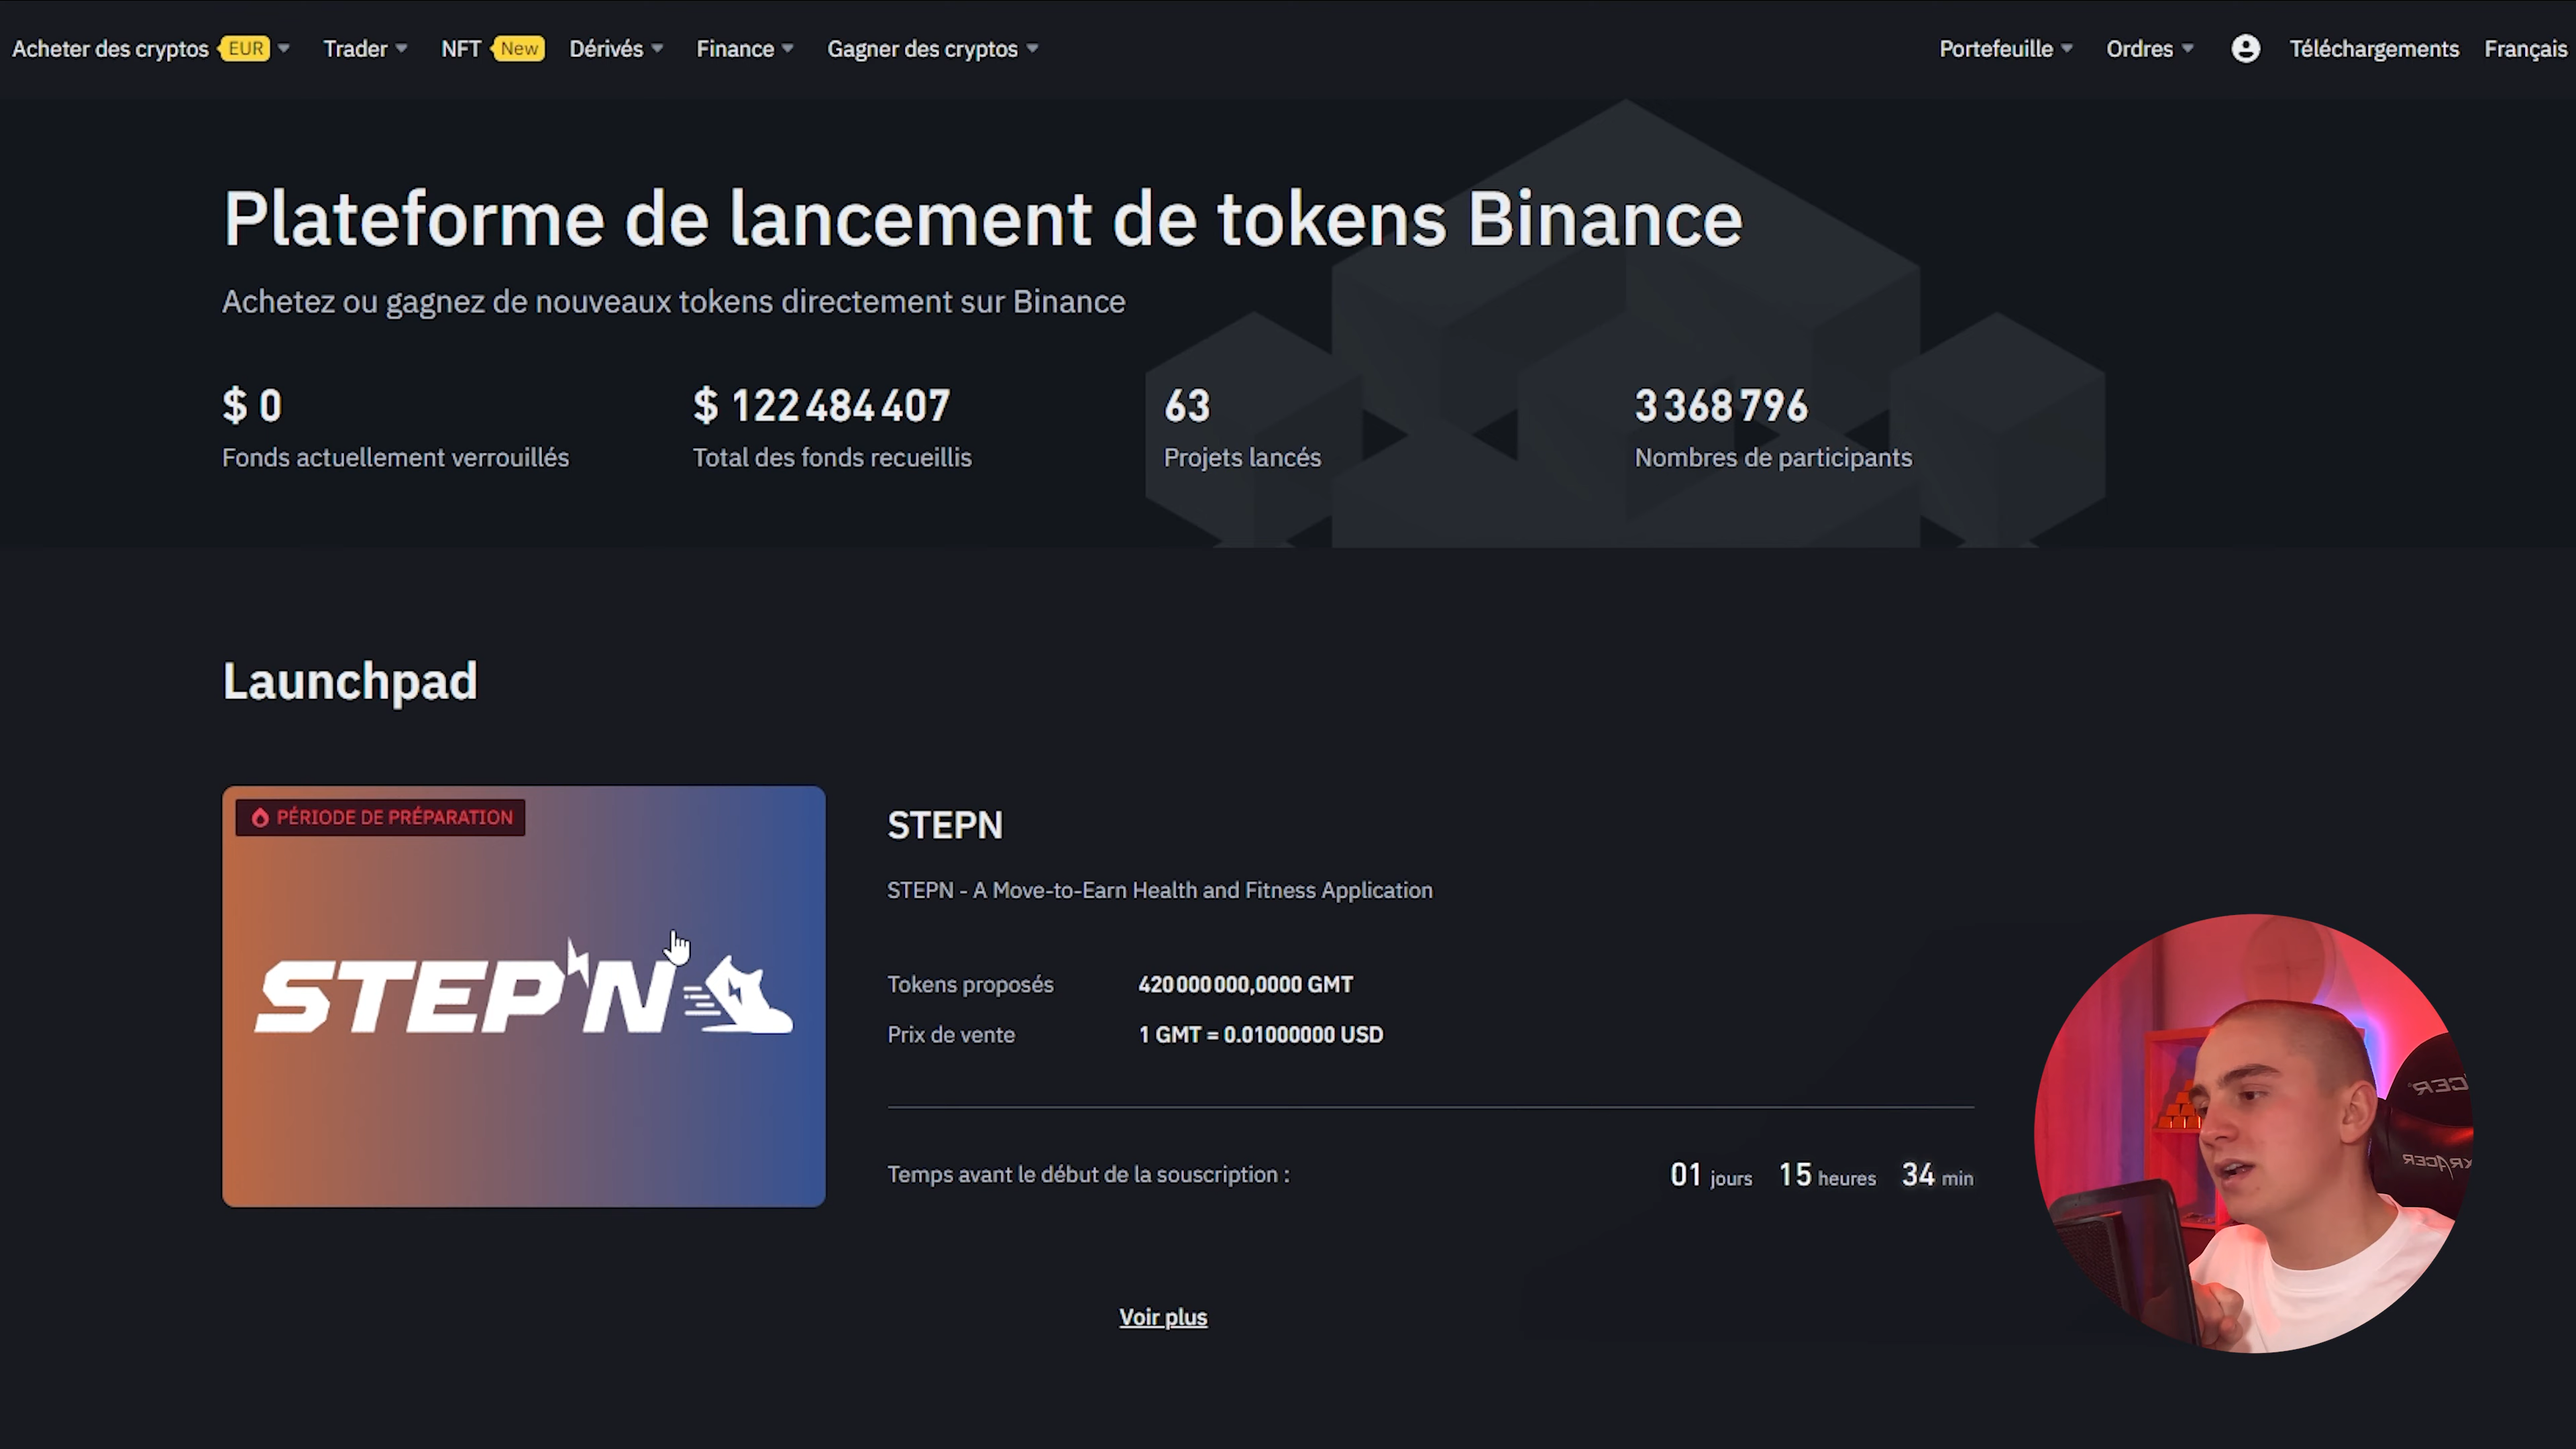 Acheter des cryptos EUR Trader NFT New Dérivés Finance Gagner des cryptos Portefeuille Ordres Téléchargements Français
Plateforme de lancement de tokens Binance
Achetez ou gagnez de nouveaux tokens directement sur Binance
$ 0 $ 122 484 407 63 3 368 796
Fonds actuellement verrouillés Total des fonds recueillis Projets lancés Nombres de participants
Launchpad
PÉRIODE DE PRÉPARATION
STEP'N
STEPN
STEPN - A Move-to-Earn Health and Fitness Application
Tokens proposés 420 000 000,0000 GMT
Prix de vente 1 GMT = 0.01000000 USD
Temps avant le début de la souscription : 01 jours 15 heures 34 min
Voir plus